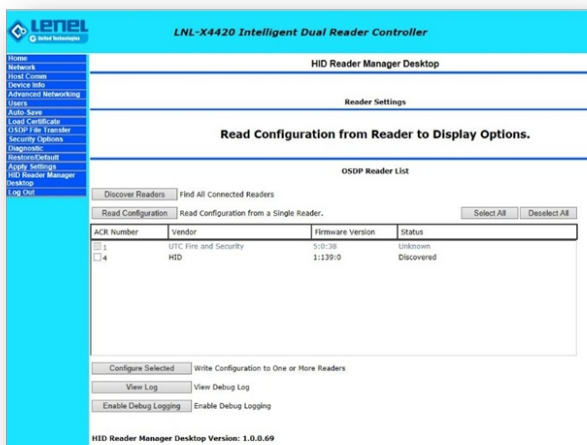 LENEL
United Technologies
LNL-X4420 Intelligent Dual Reader Controller
Home
Network
Host Comm
Device Info
Advanced Networking
Users
Auto-Save
Load Certificate
OSDP File Transfer
Security Options
Diagnostic
Restore/Default
Apply Settings
HID Reader Manager
Desktop
Log Out
HID Reader Manager Desktop
Reader Settings
Read Configuration from Reader to Display Options.
OSDP Reader List
Discover Readers Find All Connected Readers
Read Configuration Read Configuration from a Single Reader. Select All Deselect All
ACR Number Vendor Firmware Version Status
1 UTC Fire and Security 5:0:38 Unknown
4 HID 1:139:0 Discovered
Configure Selected Write Configuration to One or More Readers
View Log View Debug Log
Enable Debug Logging Enable Debug Logging
HID Reader Manager Desktop Version: 1.0.0.69